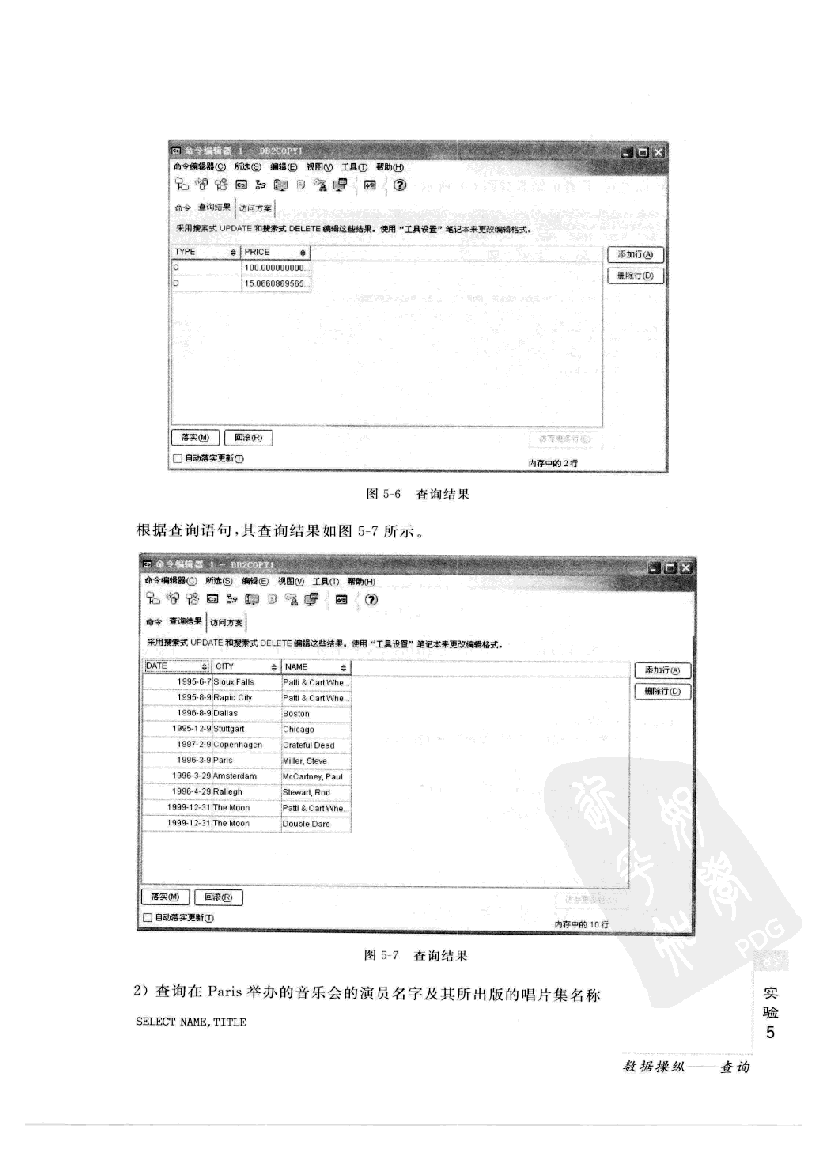 命令编辑器 1 - DB2COPY1
命令编辑器(C) 所选(S) 编辑(E) 视图(V) 工具(T) 帮助(H)
命令 查询结果 访问方案
采用搜索式 UPDATE 和搜索式 DELETE 编辑这些结果。使用“工具设置”笔记本来更改编辑格式。
TYPE PRICE
添加行(A)
C 100.000000000...
删除行(D)
D
落实(M) 回滚(R)
自动落实更新(T)
内存中的 2 行
图 5-6 查询结果
根据查询语句,其查询结果如图 5-7 所示。
命令编辑器 1 - DB2COPY1
命令编辑器(C) 所选(S) 编辑(E) 视图(V) 工具(T) 帮助(H)
命令 查询结果 访问方案
采用搜索式 UPDATE 和搜索式 DELETE 编辑这些结果。使用“工具设置”笔记本来更改编辑格式。
DATE CITY NAME
添加行(A)
1995-6-7 Sioux Falls Patti & Cart Whe...
删除行(D)
1995-8-9 Rapid City Patti & Cart Whe...
1996-8-9 Dallas Boston
1995-12-9 Stuttgart Chicago
1997-2-9 Copenhagen Grateful Dead
1996-3-9 Paris Miller, Steve
1996-3-29 Amsterdam McCartney, Paul
1996-4-29 Raliegh Stewart, Rod
1999-12-31 The Moon Patti & Cart Whe...
1999-12-31 The Moon Double Dare
落实(M) 回滚(R)
自动落实更新(T)
内存中的 10 行
图 5-7 查询结果
PDG
2) 查询在 Paris 举办的音乐会的演员名字及其所出版的唱片集名称
SELECT NAME,TITLE
实验5
数据操纵——查询